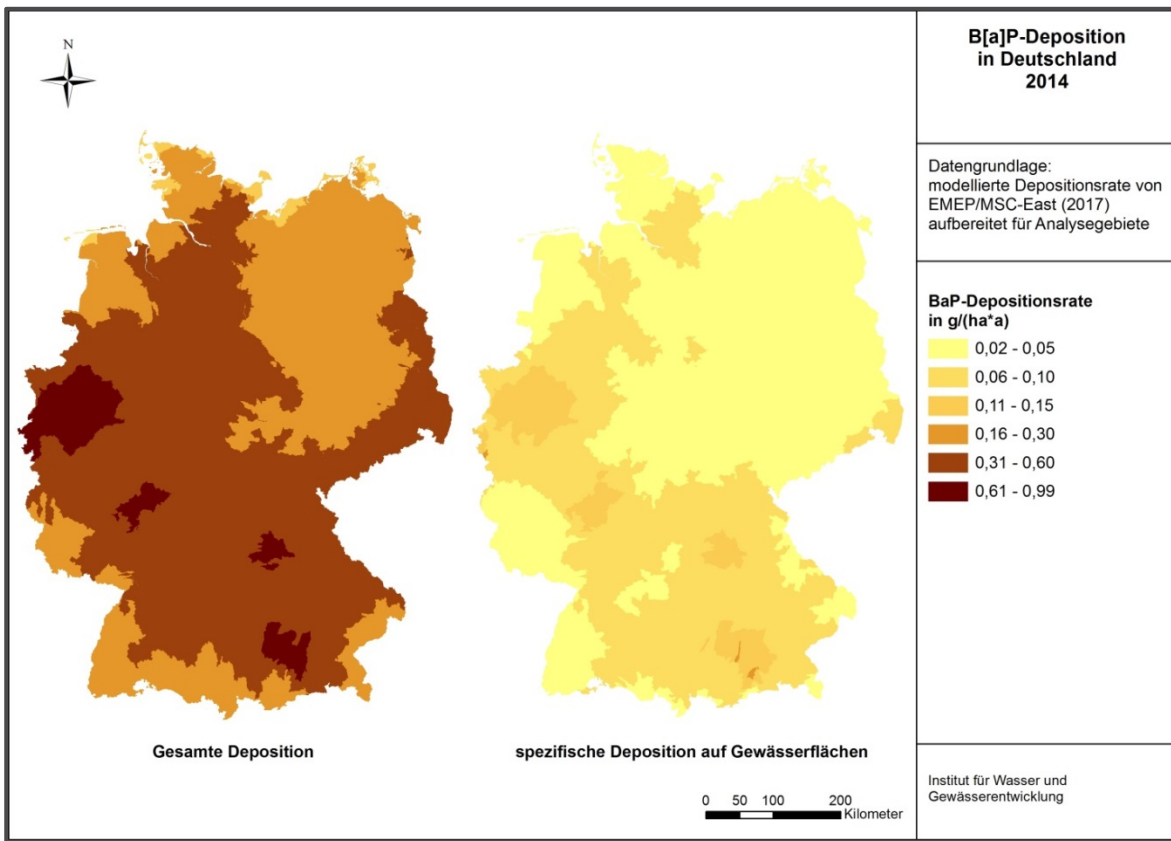 N
B[a]P-Deposition
in Deutschland
2014
Datengrundlage:
modellierte Depositionsrate von
EMEP/MSC-East (2017)
aufbereitet für Analysegebiete
BaP-Depositionsrate
in g/(ha*a)
0,02 - 0,05
0,06 - 0,10
0,11 - 0,15
0,16 - 0,30
0,31 - 0,60
0,61 - 0,99
Gesamte Deposition
spezifische Deposition auf Gewässerflächen
0 50 100 200
Kilometer
Institut für Wasser und
Gewässerentwicklung